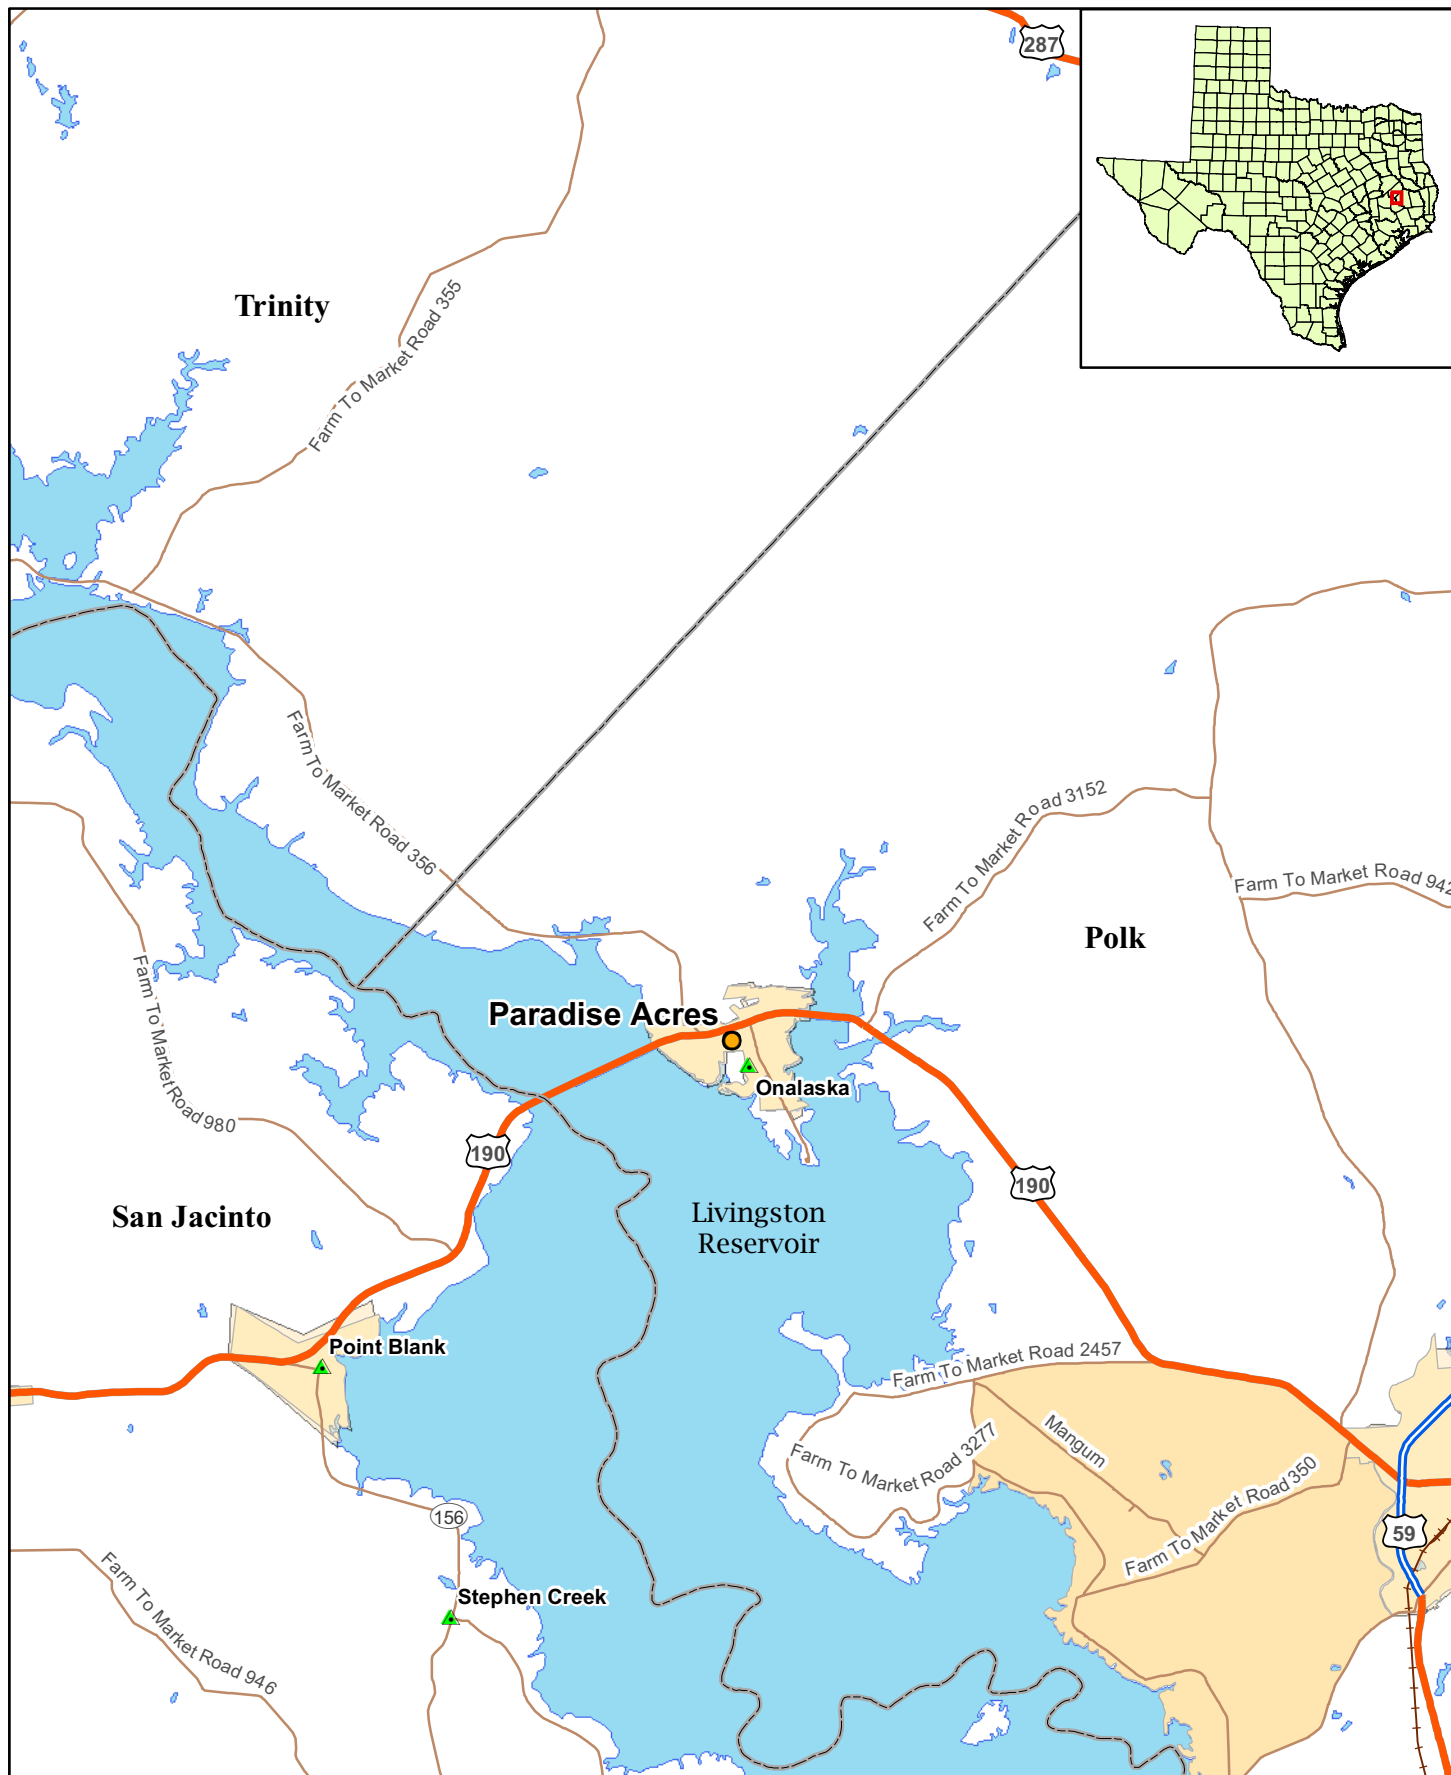 287
Trinity
Farm To Market Road 355
Farm To Market Road 356
Farm To Market Road 3152
Farm To Market Road 942
Polk
Farm To Market Road 980
Paradise Acres
Onalaska
190
190
San Jacinto
Livingston
Reservoir
Point Blank
Farm To Market Road 2457
Farm To Market Road 3277
Mangum
Farm To Market Road 350
156
59
Stephen Creek
Farm To Market Road 946